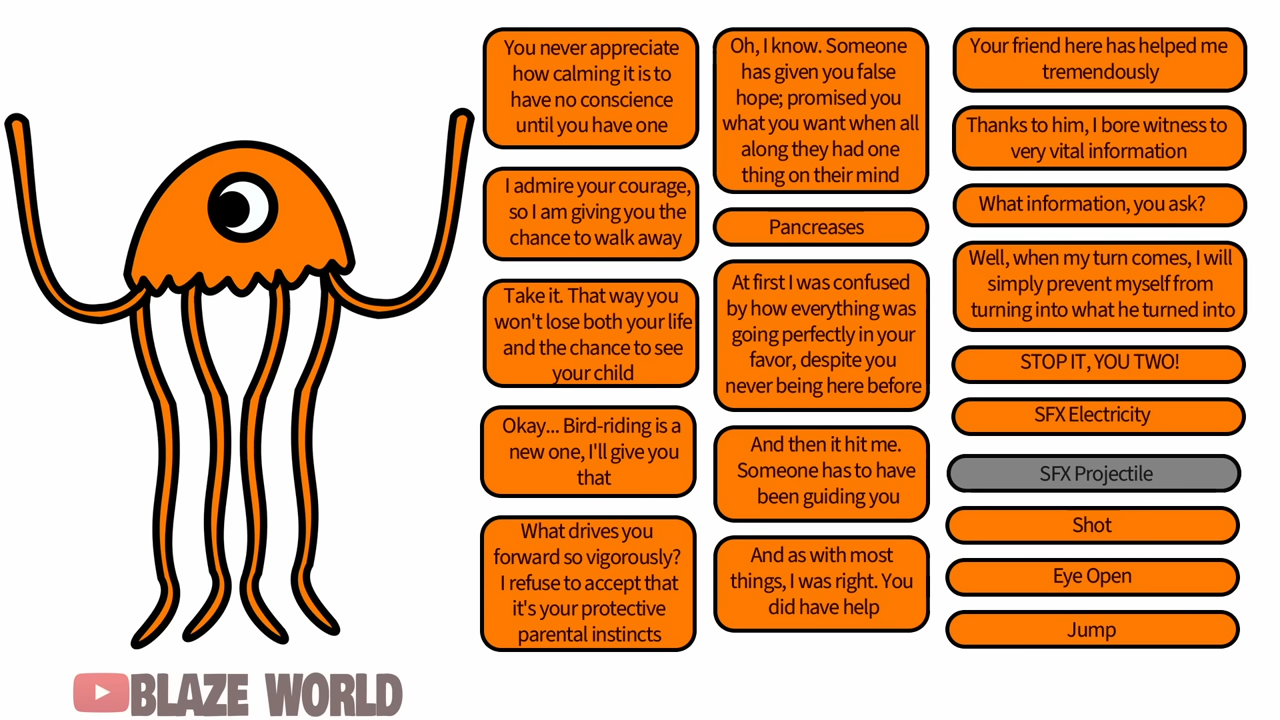 You never appreciate
how calming it is to
have no conscience
until you have one
I admire your courage,
so I am giving you the
chance to walk away
Take it. That way you
won't lose both your life
and the chance to see
your child
Okay... Bird-riding is a
new one, I'll give you
that
What drives you
forward so vigorously?
I refuse to accept that
it's your protective
parental instincts
Oh, I know. Someone
has given you false
hope; promised you
what you want when all
along they had one
thing on their mind
Pancreases
At first I was confused
by how everything was
going perfectly in your
favor, despite you
never being here before
And then it hit me.
Someone has to have
been guiding you
And as with most
things, I was right. You
did have help
Your friend here has helped me
tremendously
Thanks to him, I bore witness to
very vital information
What information, you ask?
Well, when my turn comes, I will
simply prevent myself from
turning into what he turned into
STOP IT, YOU TWO!
SFX Electricity
SFX Projectile
Shot
Eye Open
Jump
BLAZE WORLD